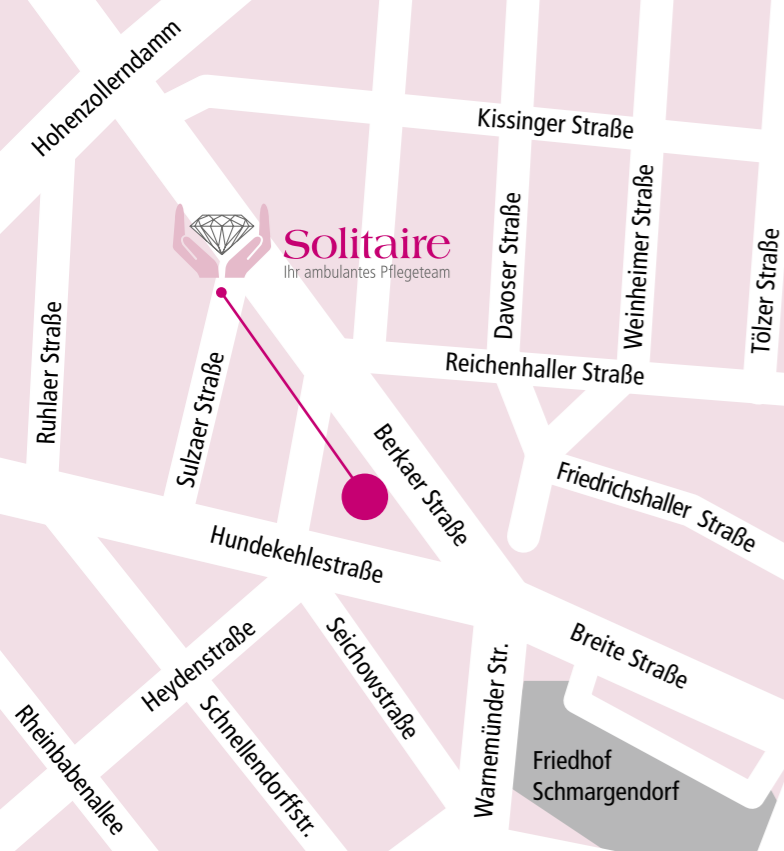 Hohenzollerndamm
Kissinger Straße
Solitaire
Ihr ambulantes Pflegeteam
Davoser Straße
Weinheimer Straße
Tölzer Straße
Ruhlaer Straße
Sulzaer Straße
Reichenhaller Straße
Berkaer Straße
Friedrichshaller Straße
Hundekehlestraße
Heydenstraße
Seichowstraße
Breite Straße
Warnemünder Str.
Rheinbabenallee
Schnellendorffstr.
Friedhof
Schmargendorf